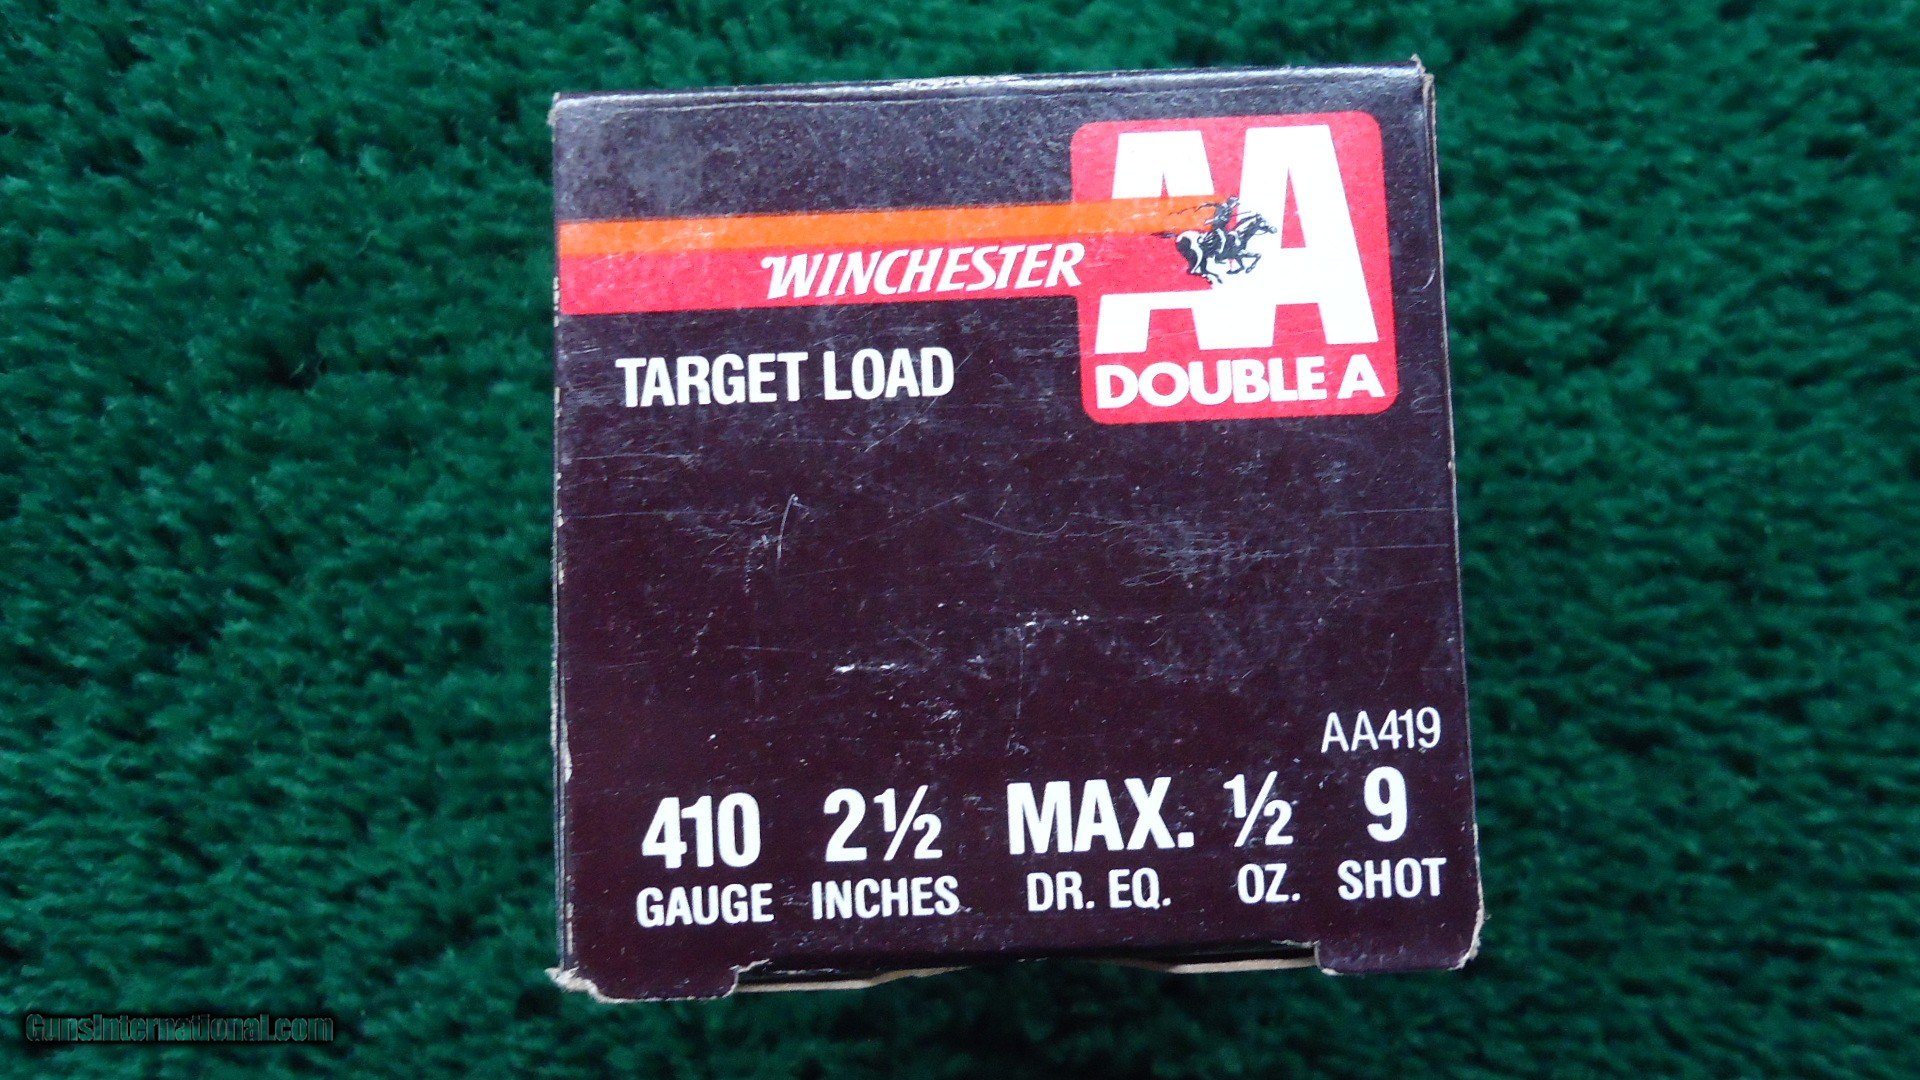 AA
WINCHESTER
DOUBLE A
TARGET LOAD
AA419
410 2½ MAX. ½ 9
GAUGE INCHES DR. EQ. OZ. SHOT
GunsInternational.com